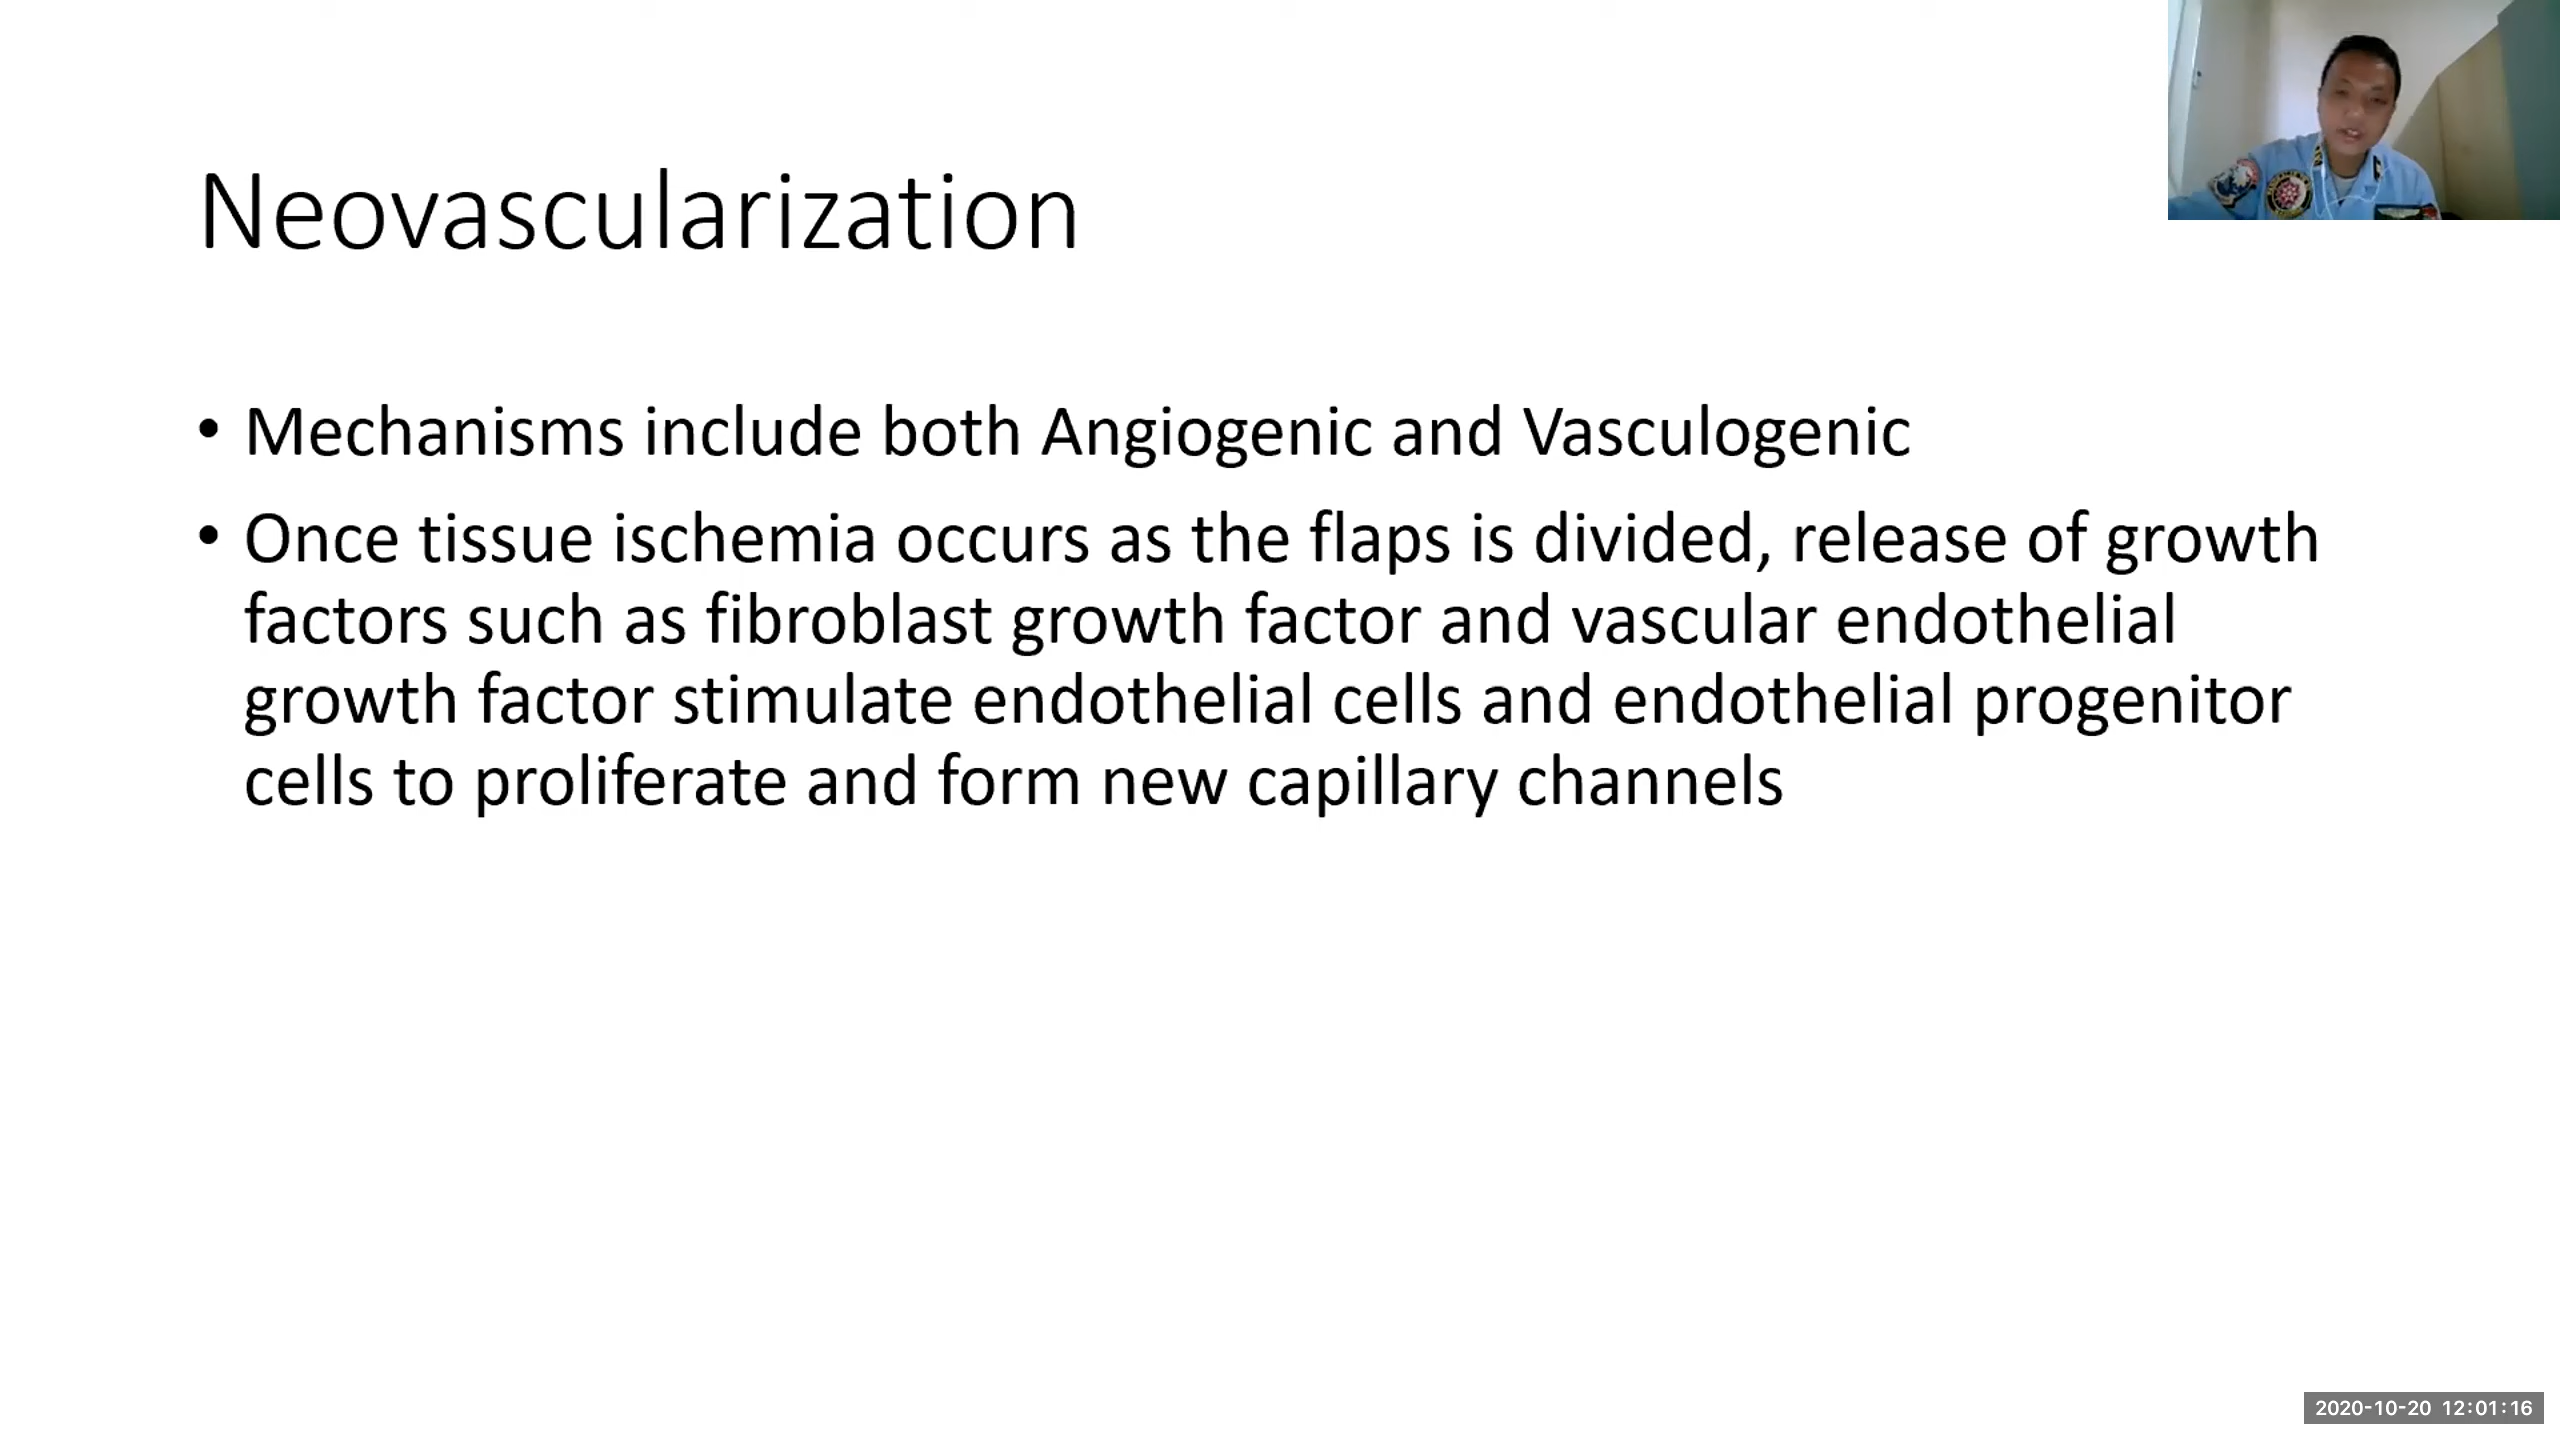 Neovascularization
• Mechanisms include both Angiogenic and Vasculogenic
• Once tissue ischemia occurs as the flaps is divided, release of growth
factors such as fibroblast growth factor and vascular endothelial
growth factor stimulate endothelial cells and endothelial progenitor
cells to proliferate and form new capillary channels
2020-10-20 12:01:16